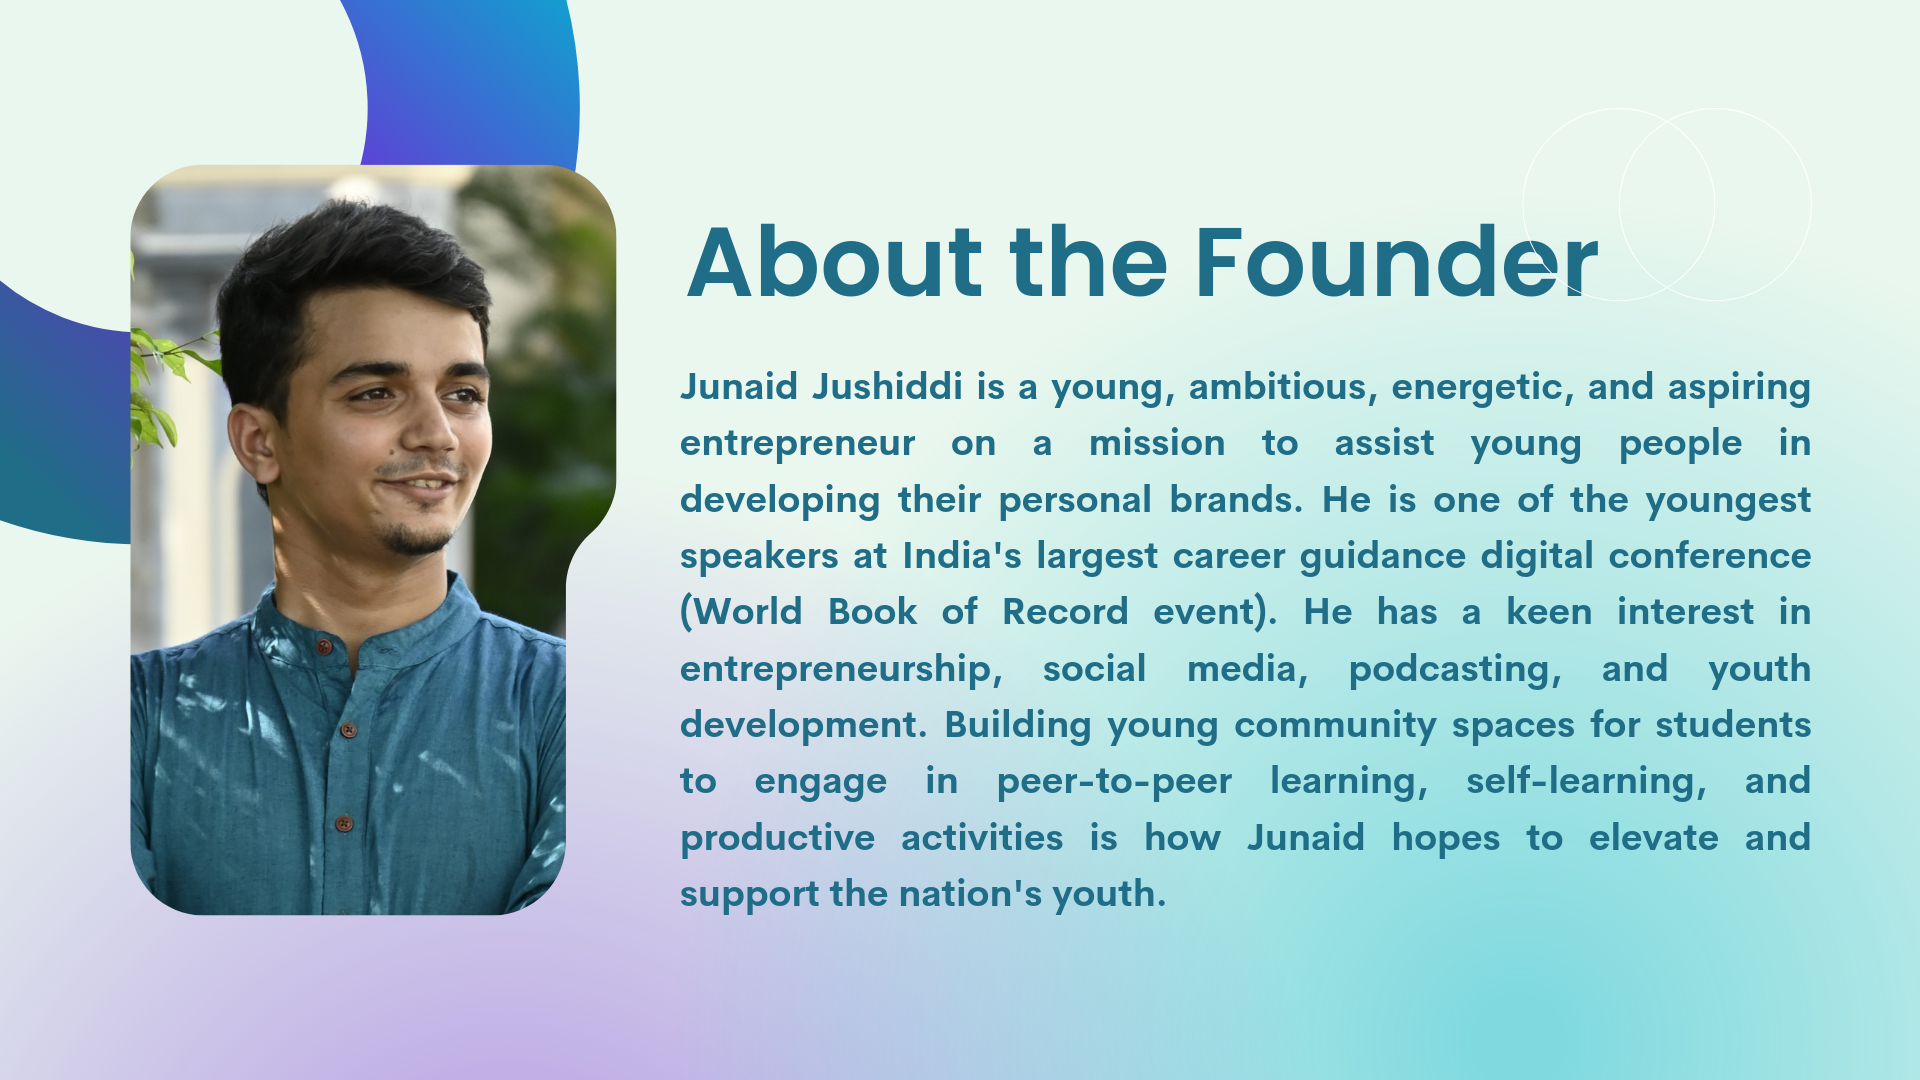 About the Founder
Junaid Jushiddi is a young, ambitious, energetic, and aspiring
entrepreneur on a mission to assist young people in
developing their personal brands. He is one of the youngest
speakers at India's largest career guidance digital conference
(World Book of Record event). He has a keen interest in
entrepreneurship, social media, podcasting, and youth
development. Building young community spaces for students
to engage in peer-to-peer learning, self-learning, and
productive activities is how Junaid hopes to elevate and
support the nation's youth.